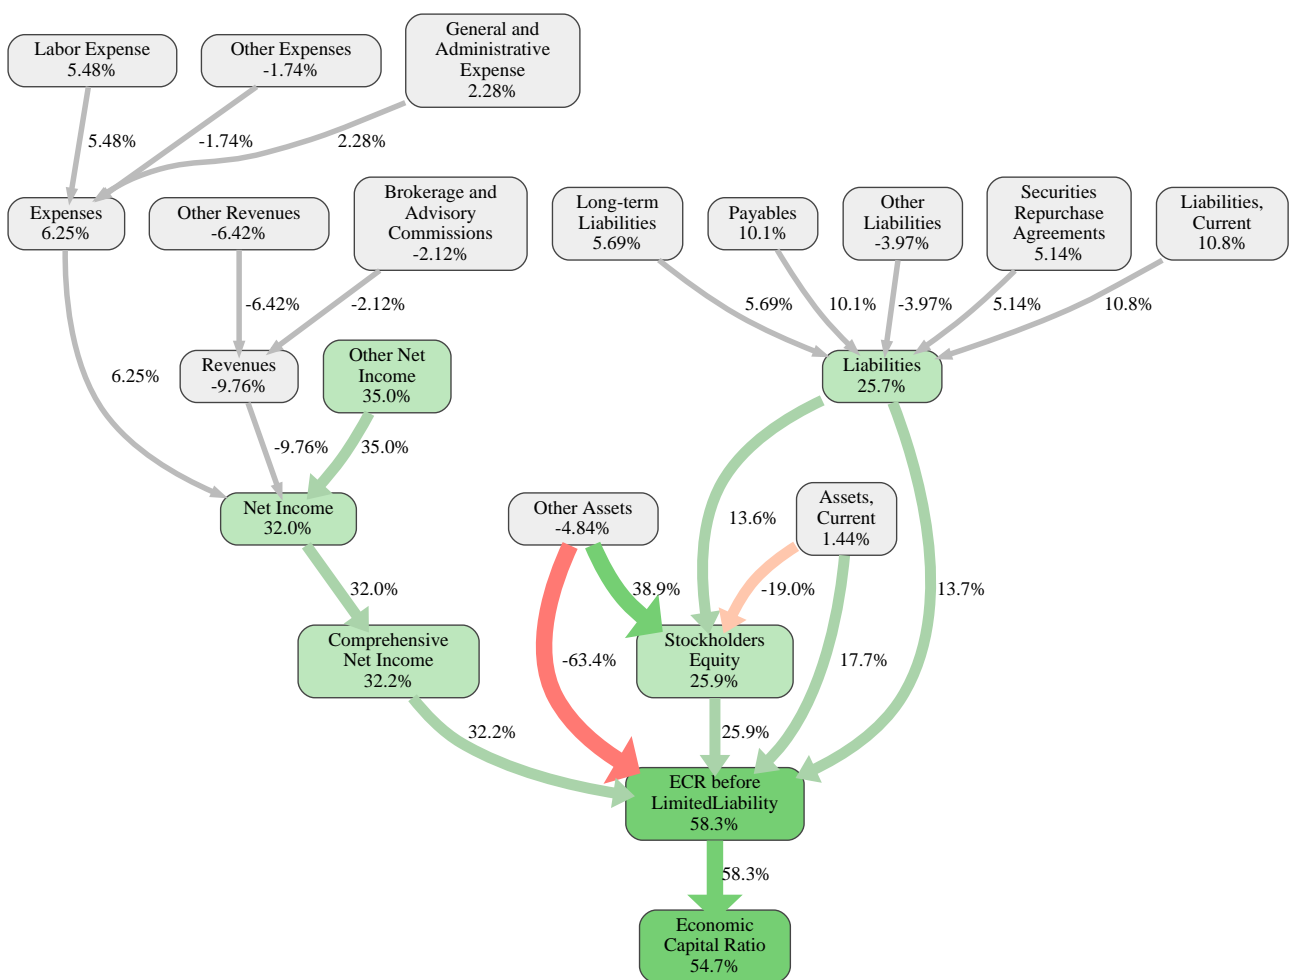 Labor Expense
5.48%
Other Expenses
-1.74%
General and
Administrative
Expense
2.28%
5.48%
-1.74%
2.28%
Expenses
6.25%
Other Revenues
-6.42%
Brokerage and
Advisory
Commissions
-2.12%
Long-term
Liabilities
5.69%
Payables
10.1%
Other
Liabilities
-3.97%
Securities
Repurchase
Agreements
5.14%
Liabilities,
Current
10.8%
-6.42%
-2.12%
5.69%
10.1%
-3.97%
5.14%
10.8%
6.25%
Revenues
-9.76%
Other Net
Income
35.0%
Liabilities
25.7%
-9.76%
35.0%
Net Income
32.0%
Other Assets
-4.84%
13.6%
Assets,
Current
1.44%
32.0%
38.9%
-19.0%
13.7%
Comprehensive
Net Income
32.2%
-63.4%
Stockholders
Equity
25.9%
17.7%
32.2%
25.9%
ECR before
LimitedLiability
58.3%
58.3%
Economic
Capital Ratio
54.7%